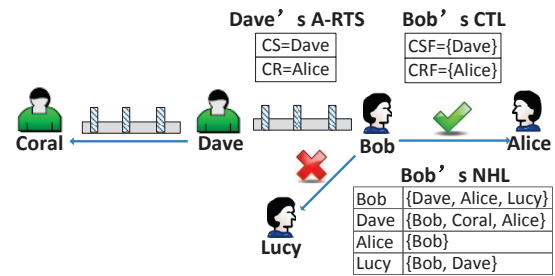 Dave's A-RTS
CS=Dave
CR=Alice
Bob's CTL
CSF={Dave}
CRF={Alice}
Coral
Dave
Bob
Alice
Lucy
Bob's NHL
Bob {Dave, Alice, Lucy}
Dave {Bob, Coral, Alice}
Alice {Bob}
Lucy {Bob, Dave}